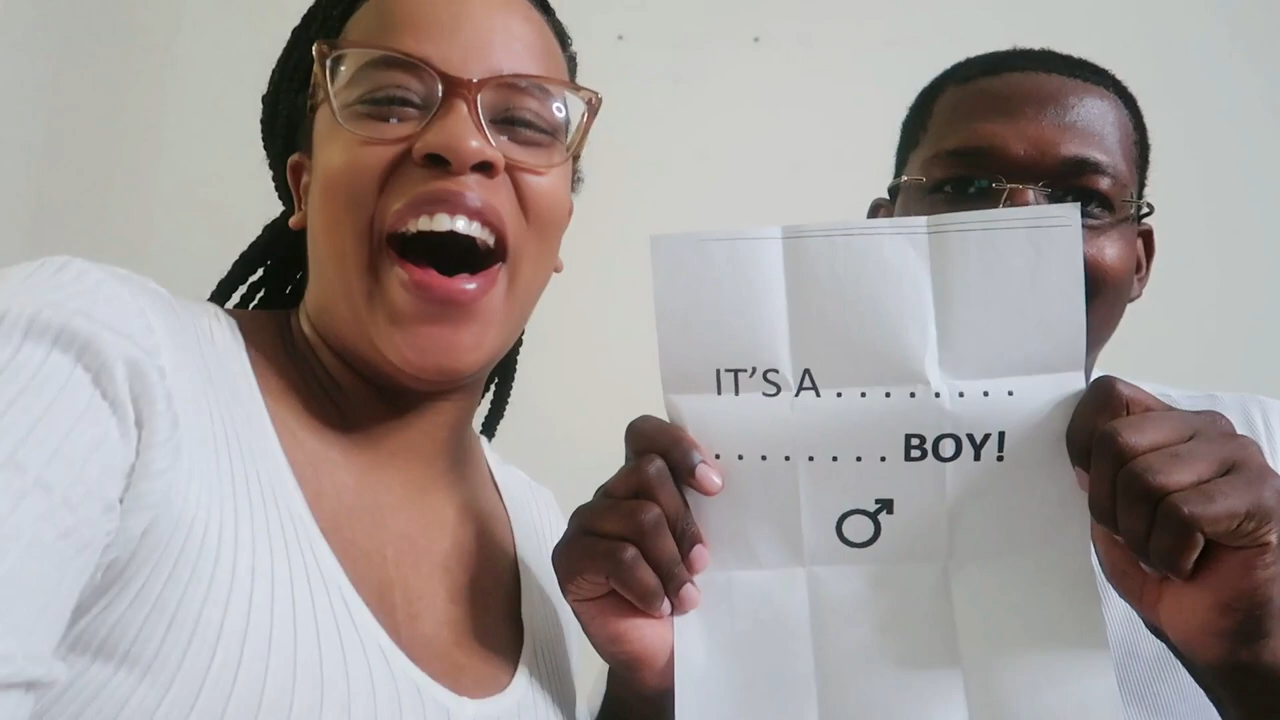 IT’S A . . . . . . . .
. . . . . . . . BOY!